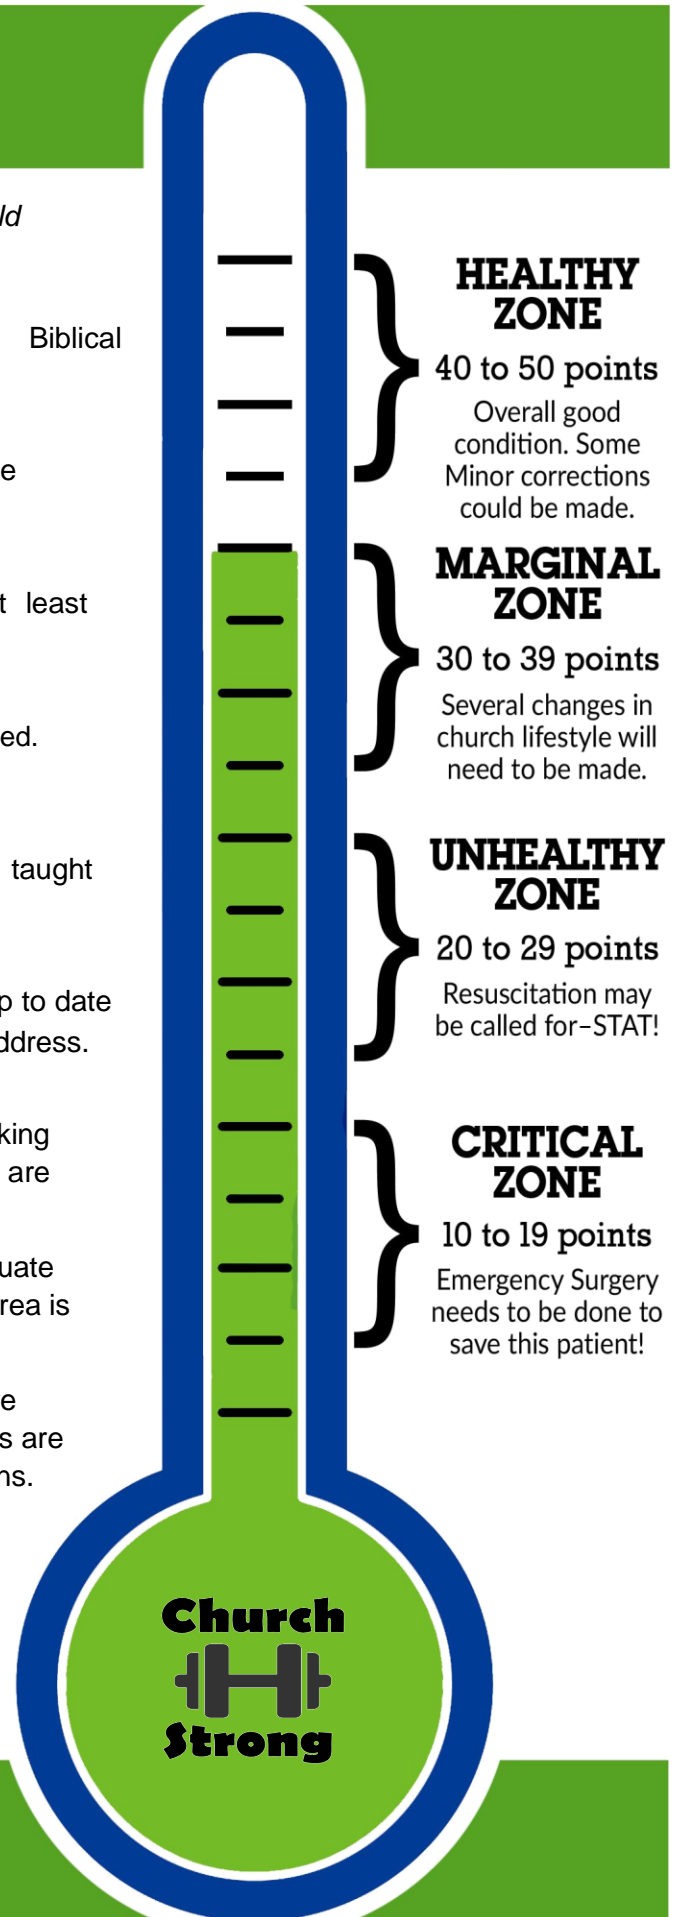 ld
Biblical
e
t least
ed.
taught
p to date
ddress.
king
are
uate
rea is
e
s are
ns.
HEALTHY
ZONE
40 to 50 points
Overall good
condition. Some
Minor corrections
could be made.
MARGINAL
ZONE
30 to 39 points
Several changes in
church lifestyle will
need to be made.
UNHEALTHY
ZONE
20 to 29 points
Resuscitation may
be called for–STAT!
CRITICAL
ZONE
10 to 19 points
Emergency Surgery
needs to be done to
save this patient!
Church
Strong